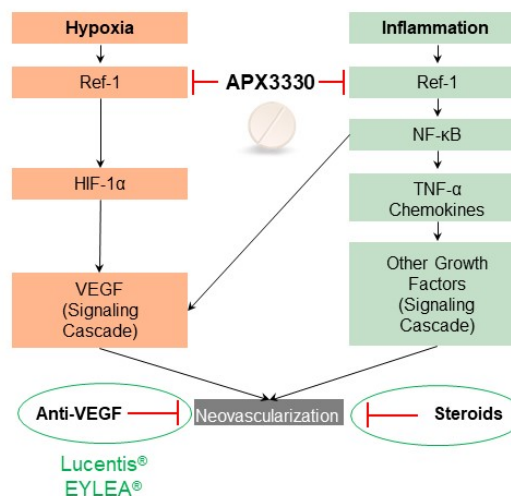 Hypoxia
Inflammation
Ref-1
APX3330
Ref-1
NF-κB
HIF-1α
TNF-α
Chemokines
VEGF
(Signaling
Cascade)
Other Growth
Factors
(Signaling
Cascade)
Anti-VEGF
Neovascularization
Steroids
Lucentis®
EYLEA®